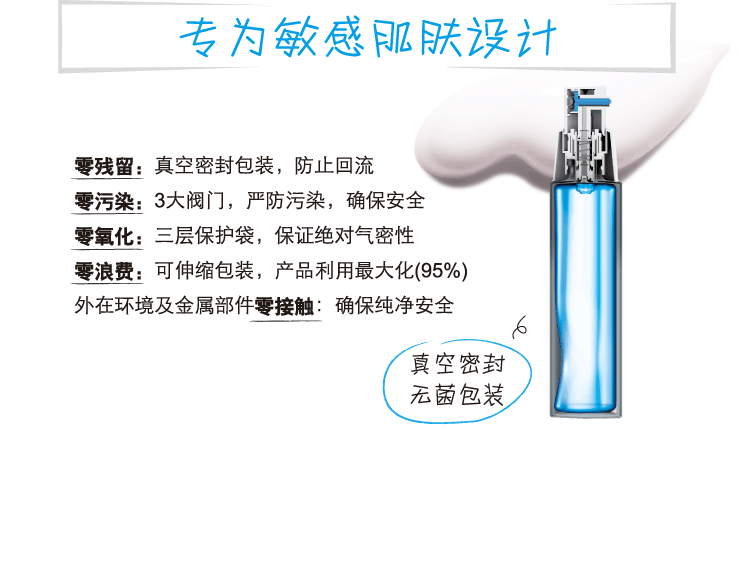 专为敏感肌肤设计
零残留：真空密封包装，防止回流
零污染：3大阀门，严防污染，确保安全
零氧化：三层保护袋，保证绝对气密性
零浪费：可伸缩包装，产品利用最大化(95%)
外在环境及金属部件零接触：确保纯净安全
真空密封
无菌包装